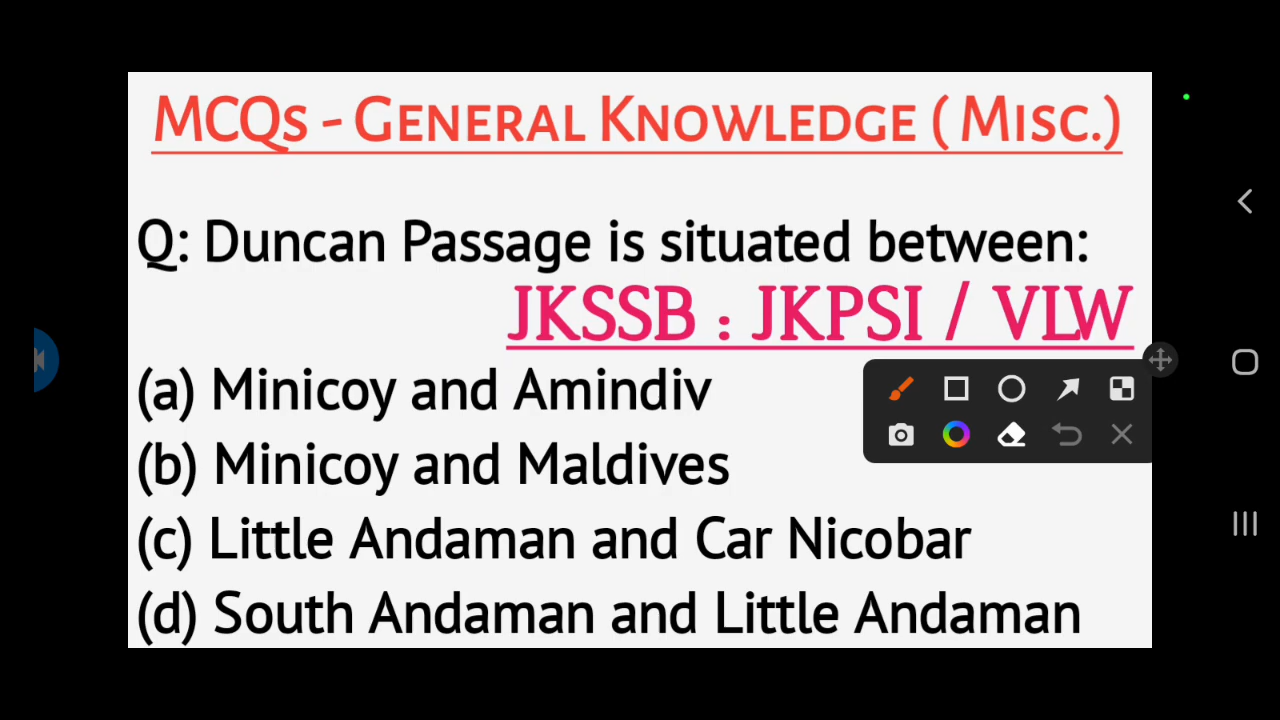 MCQs - General Knowledge ( Misc.)
Q: Duncan Passage is situated between:
JKSSB : JKPSI / VLW
(a) Minicoy and Amindiv
(b) Minicoy and Maldives
(c) Little Andaman and Car Nicobar
(d) South Andaman and Little Andaman